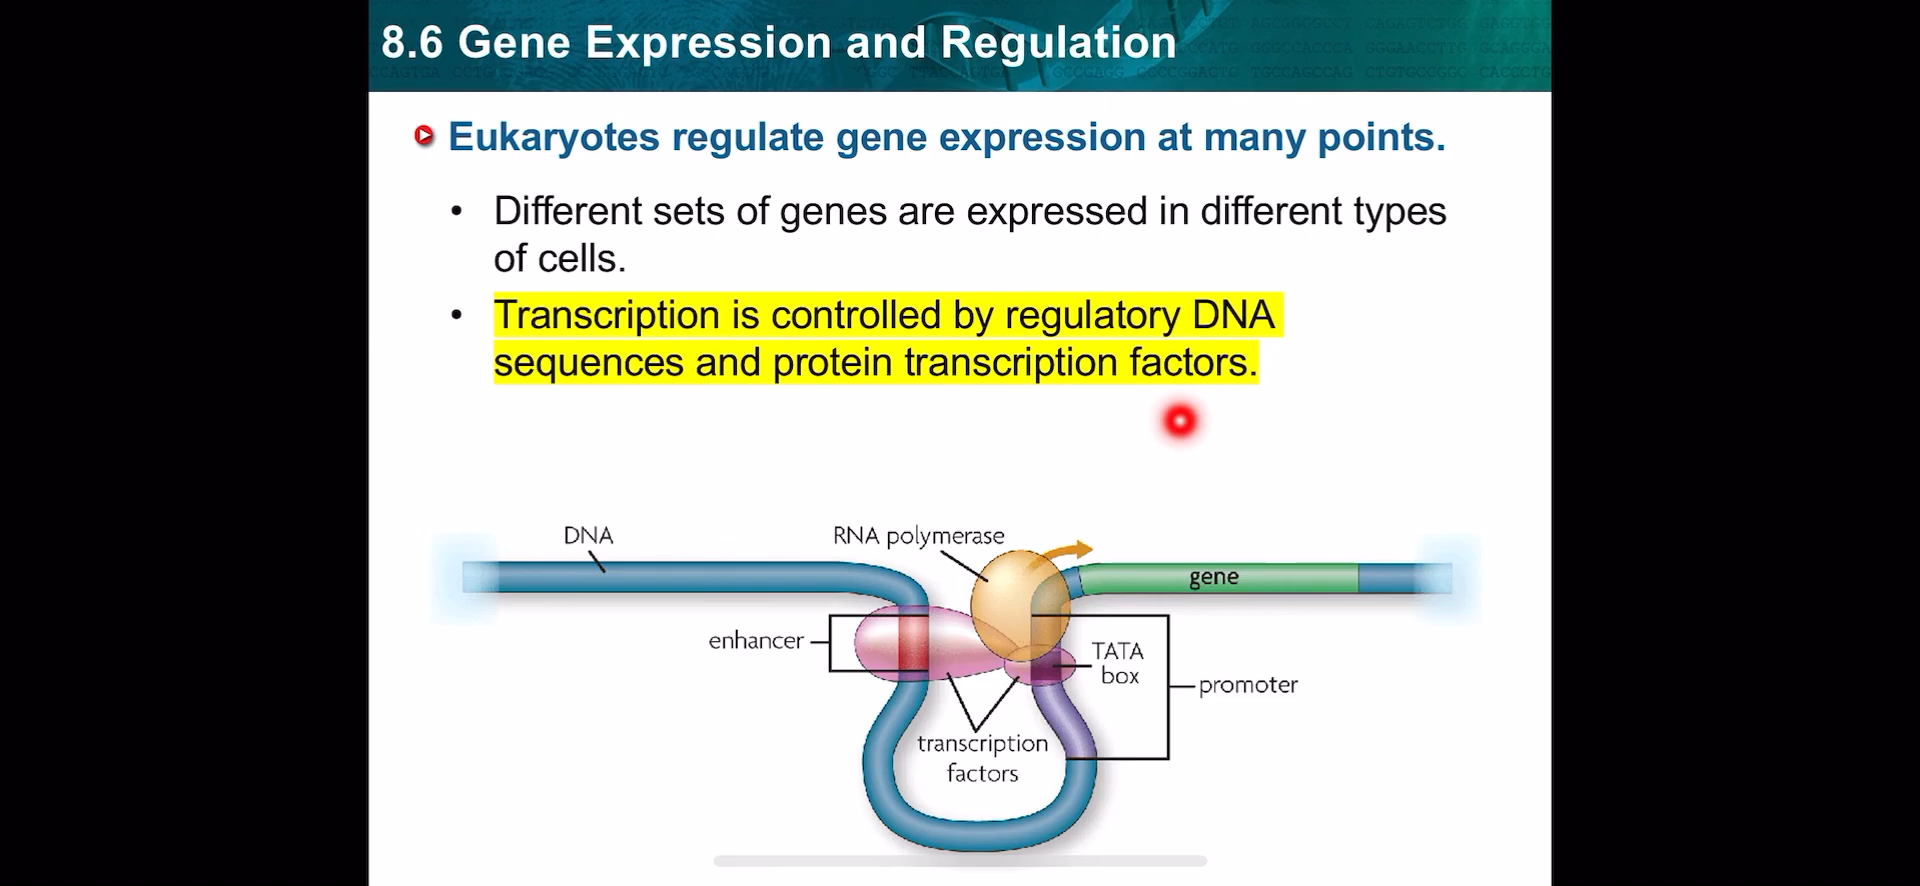 8.6 Gene Expression and Regulation
Eukaryotes regulate gene expression at many points.
• Different sets of genes are expressed in different types
of cells.
• Transcription is controlled by regulatory DNA
sequences and protein transcription factors.
DNA
RNA polymerase
gene
enhancer
TATA
box
promoter
transcription
factors